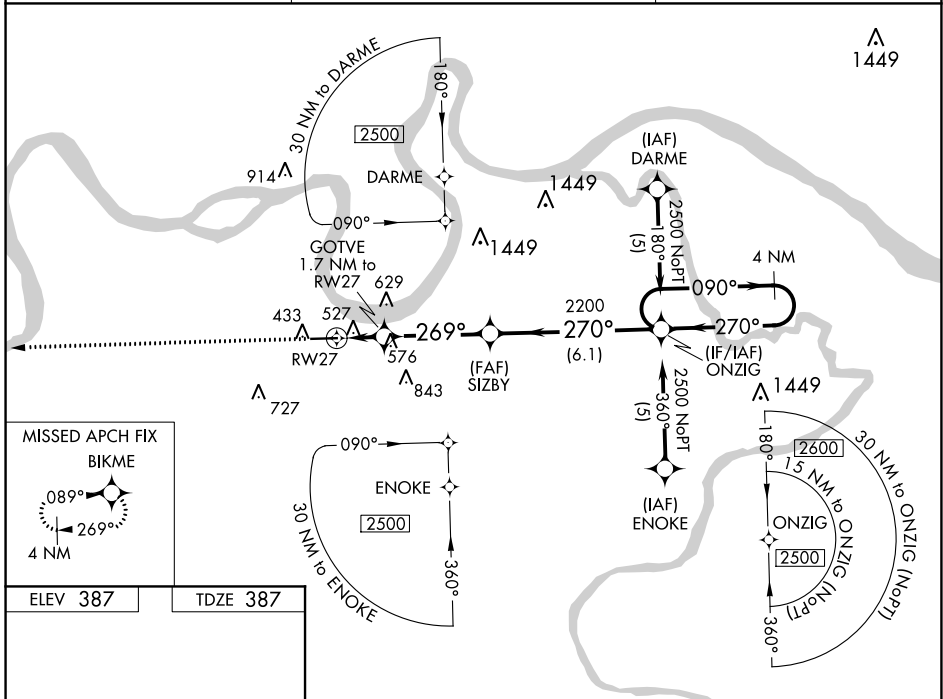 1449
30 NM to DARME
180°
2500
DARME
090°
914
(IAF)
DARME
2500 NoPT
180°
(5)
1449
1449
4 NM
090°
GOTVE
1.7 NM to
RW27
629
433
527
576
RW27
269°
(FAF)
SIZBY
2200
270°
(6.1)
270°
(IF/IAF)
ONZIG
843
727
2500 NoPT
360°
(5)
(IAF)
ENOKE
1449
MISSED APCH FIX
BIKME
089°
269°
4 NM
090°
ENOKE
2500
360°
30 NM to ENOKE
180°
2600
30 NM to ONZIG (NoPT)
15 NM to ONZIG (NoPT)
ONZIG
2500
360°
ELEV 387
TDZE 387